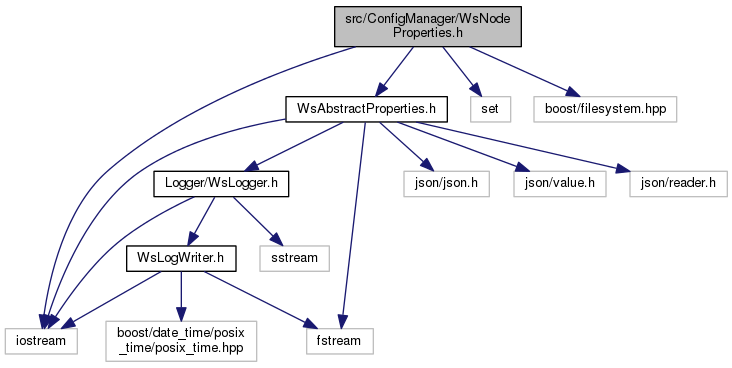 src/ConfigManager/WsNode
Properties.h
WsAbstractProperties.h
set
boost/filesystem.hpp
Logger/WsLogger.h
json/json.h
json/value.h
json/reader.h
WsLogWriter.h
sstream
iostream
boost/date_time/posix
_time/posix_time.hpp
fstream